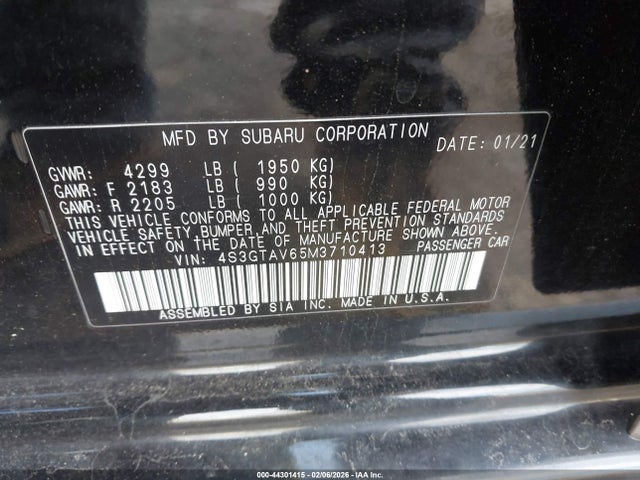 MFD BY SUBARU CORPORATION DATE: 01/21
GVWR: 4299 LB ( 1950 KG)
GAWR: F 2183 LB ( 990 KG)
GAWR: R 2205 LB ( 1000 KG)
THIS VEHICLE CONFORMS TO ALL APPLICABLE FEDERAL MOTOR
VEHICLE SAFETY, BUMPER, AND THEFT PREVENTION STANDARDS
IN EFFECT ON THE DATE OF MANUFACTURE SHOWN ABOVE.
VIN: 4S3GTAV65M3710413 PASSENGER CAR
ASSEMBLED BY SIA INC. MADE IN U.S.A.
000-44301415 - 02/06/2026 - IAA Inc.